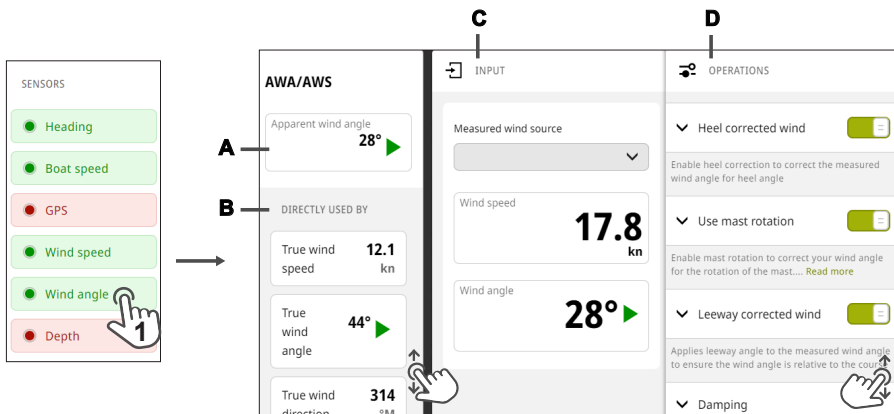 C
D
SENSORS
Heading
Boat speed
GPS
Wind speed
Wind angle
Depth
1
A
B
AWA/AWS
Apparent wind angle
28°
DIRECTLY USED BY
True wind
speed
12.1
kn
True
wind
angle
44°
True wind
direction
314
°M
INPUT
Measured wind source
Wind speed
17.8
kn
Wind angle
28°
OPERATIONS
Heel corrected wind
Enable heel correction to correct the measured
wind angle for heel angle
Use mast rotation
Enable mast rotation to correct your wind angle
for the rotation of the mast.... Read more
Leeway corrected wind
Applies leeway angle to the measured wind angle
to ensure the wind angle is relative to the course
Damping